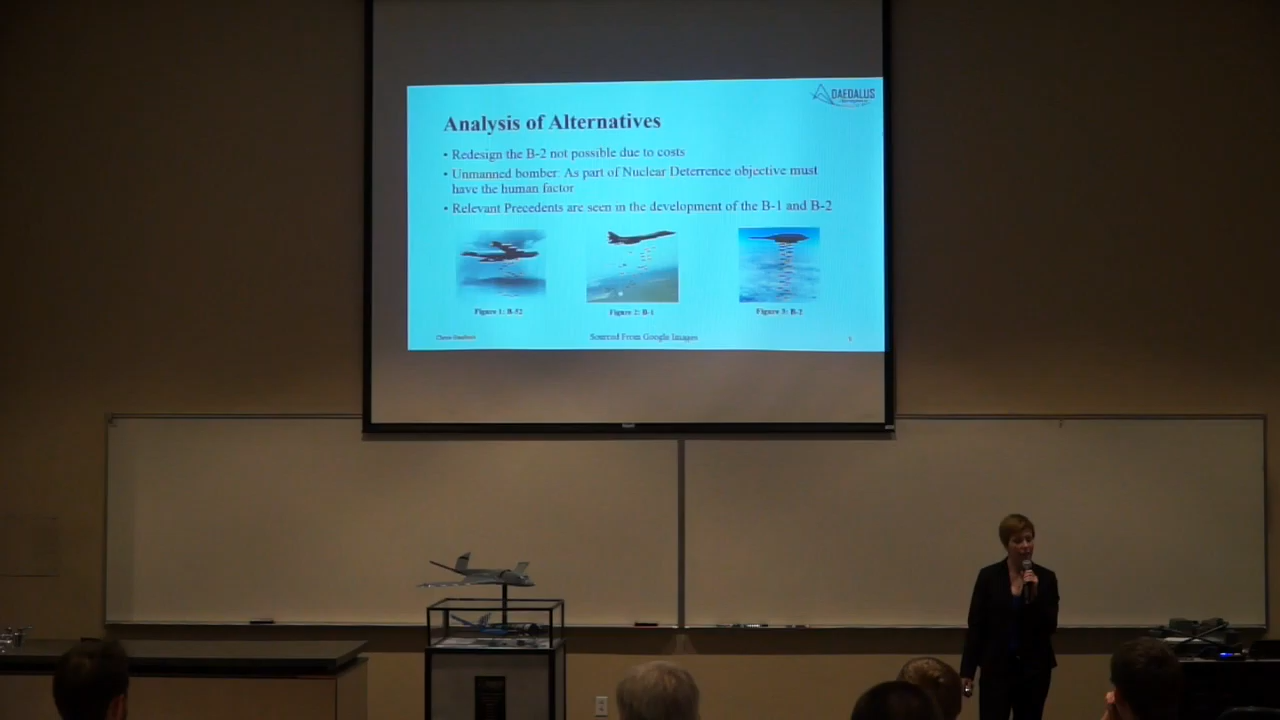 DAEDALUS
Analysis of Alternatives
• Redesign the B-2 not possible due to costs
• Unmanned bomber: As part of Nuclear Deterrence objective must
have the human factor
• Relevant Precedents are seen in the development of the B-1 and B-2
Figure 1: B-52
Figure 2: B-1
Figure 3: B-2
Sourced From Google Images